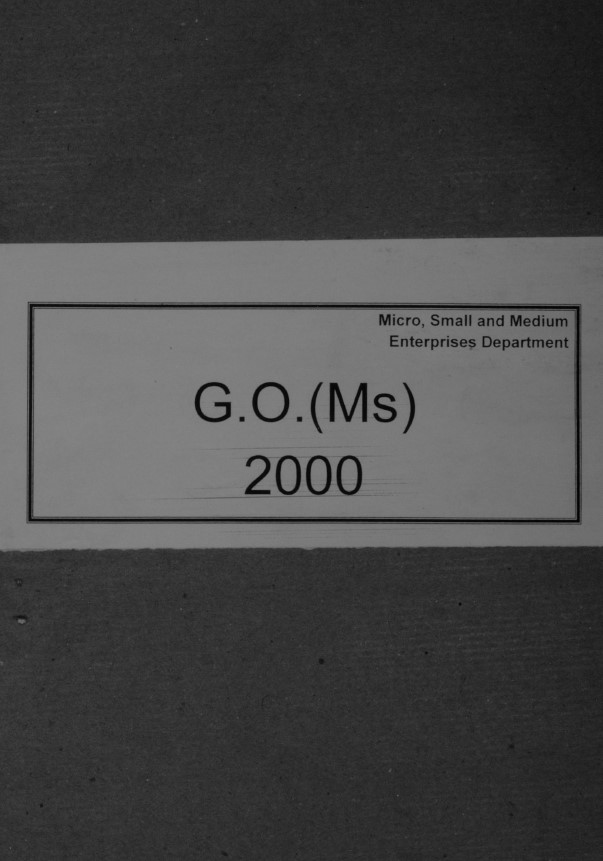 Micro, Small and Medium
Enterprises Department
G.O.(Ms)
2000